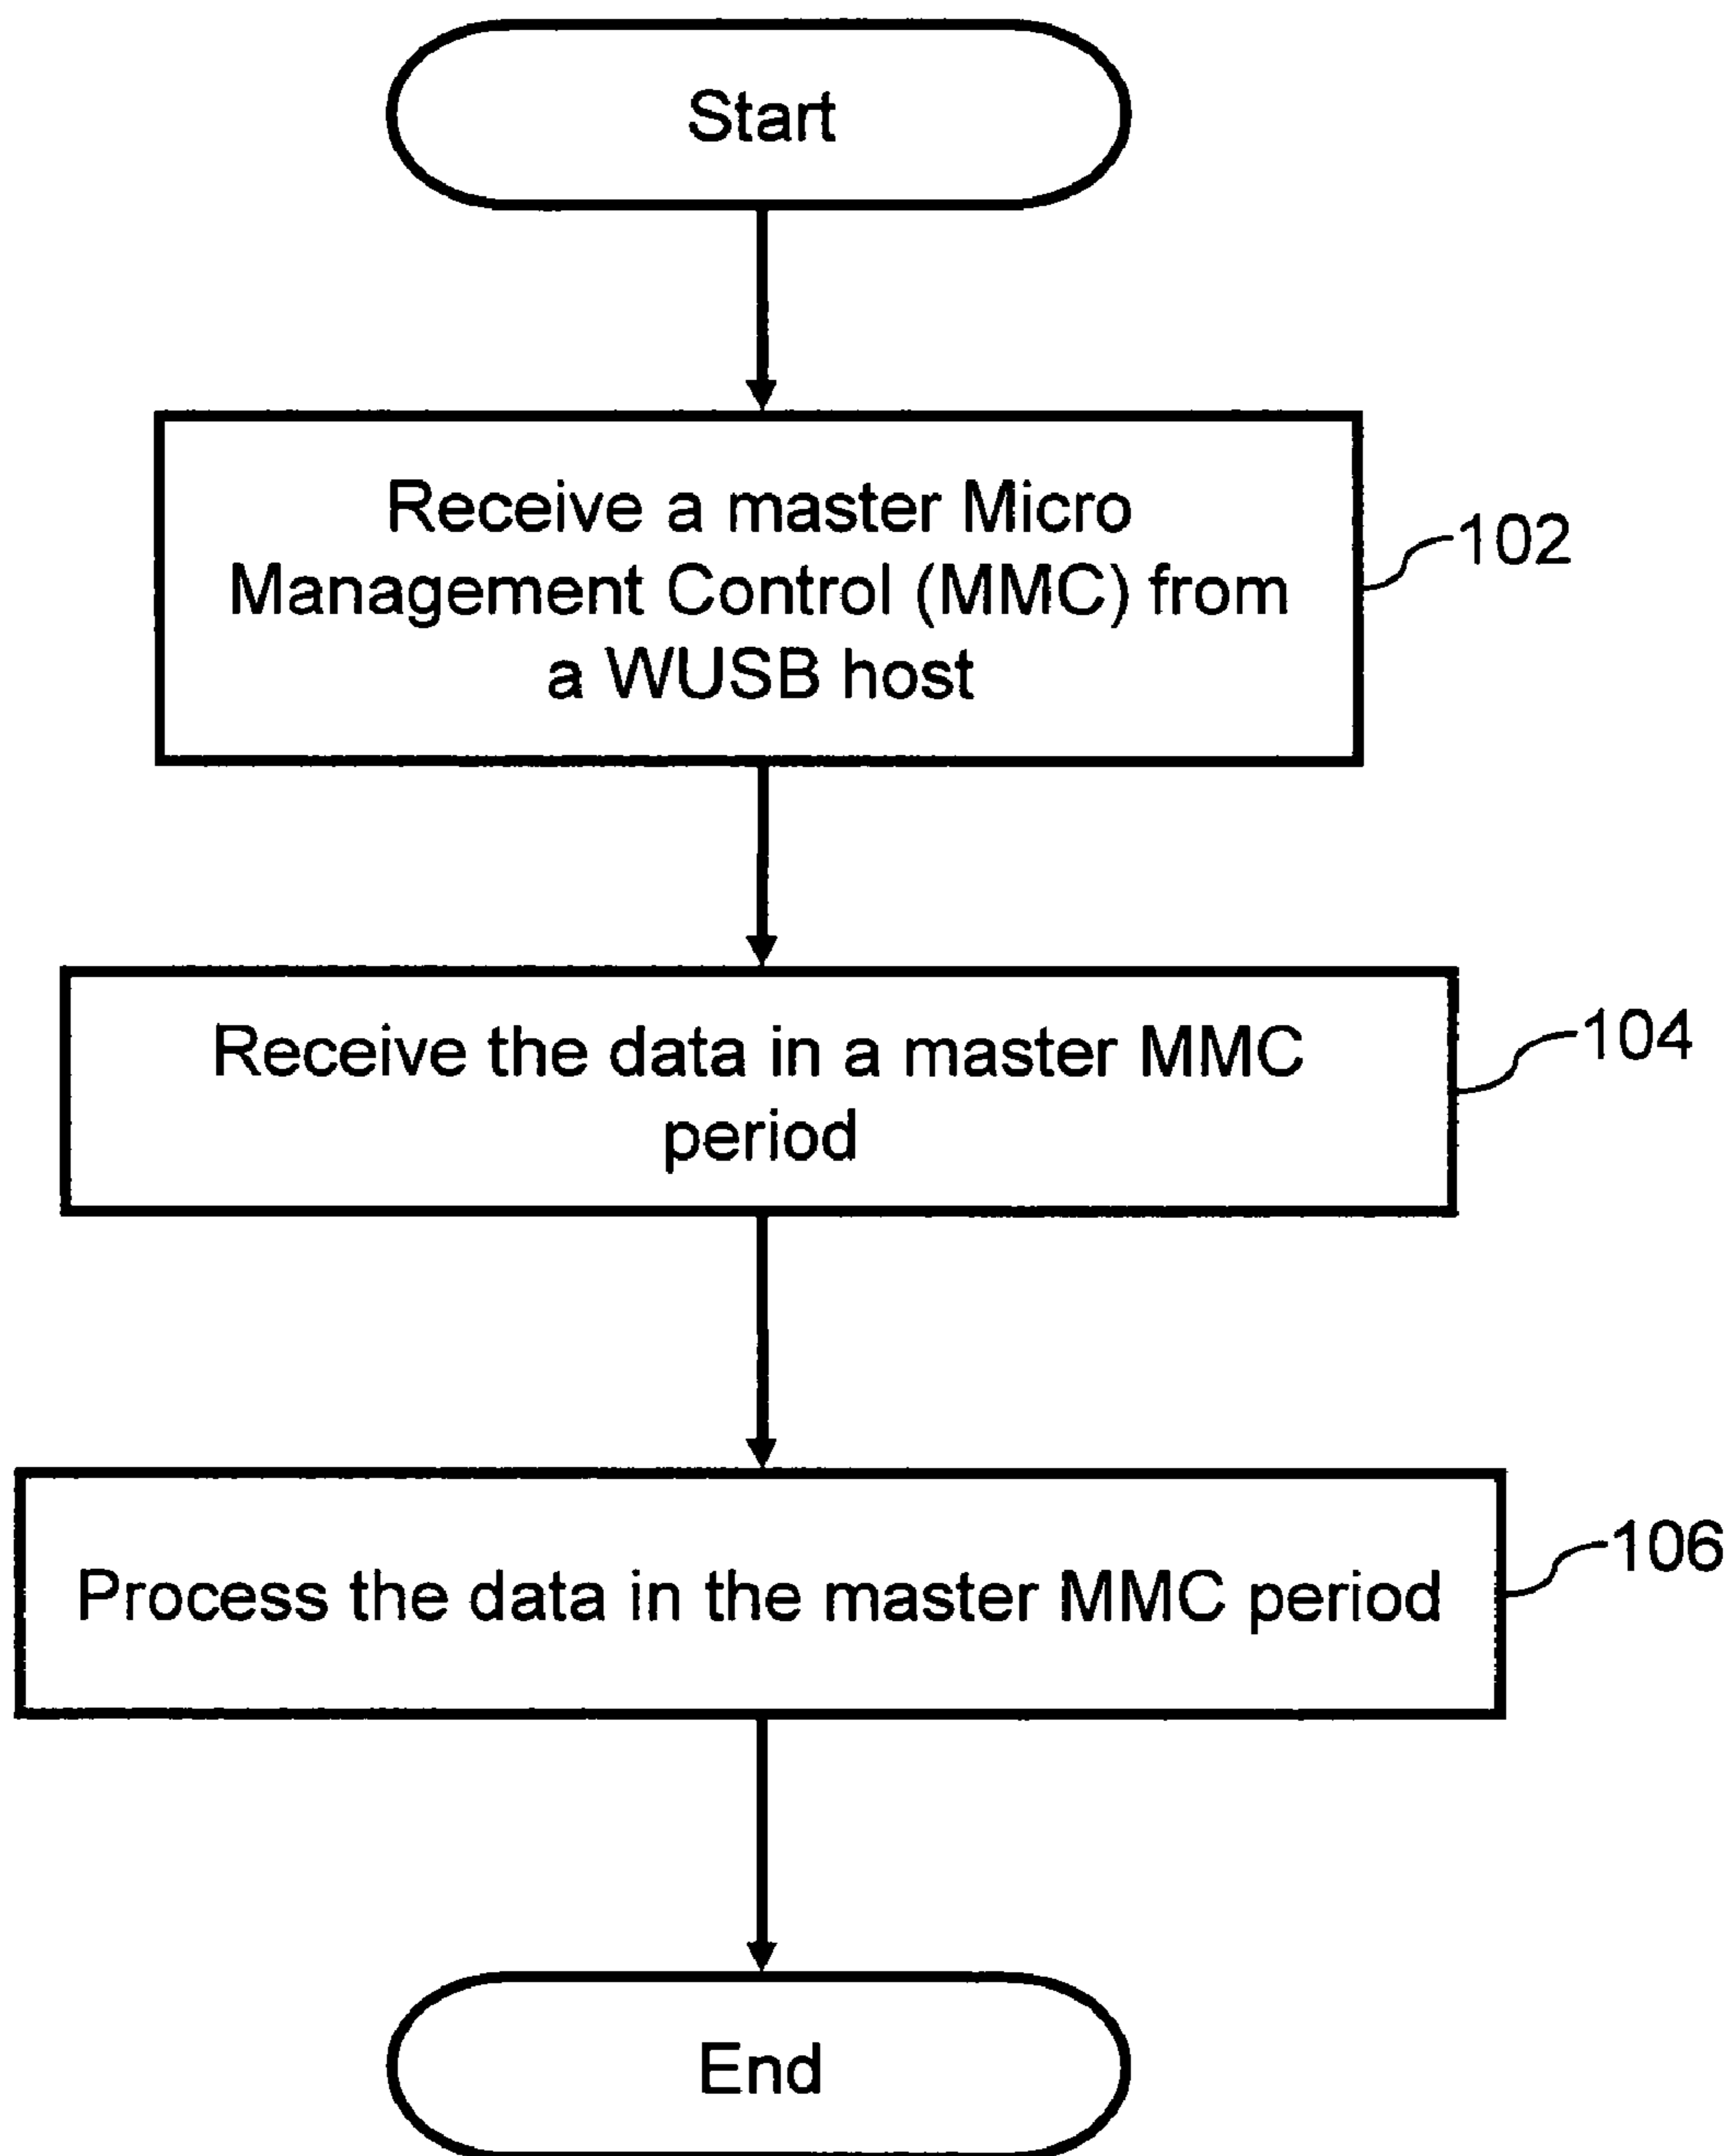 Start
Receive a master Micro
Management Control (MMC) from
a WUSB host
102
Receive the data in a master MMC
period
104
Process the data in the master MMC period
106
End